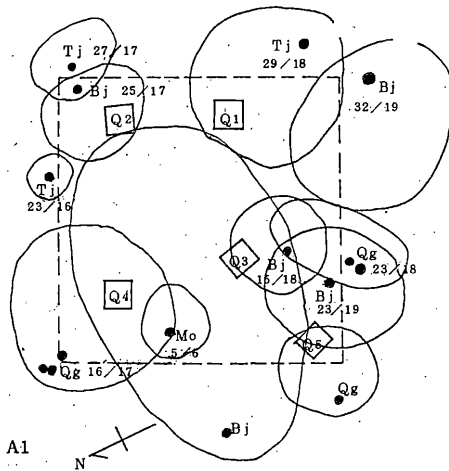 Tj 27/17
Tj
29/18
Bj 25/17
Bj
32/19
Q2
Q1
Tj
23/16
Q3
Bj
15/18
Qg
23/18
Bj
23/19
Q4
Mo
5/6
Q5
Qg 16/17
Qg
Bj
A1
N